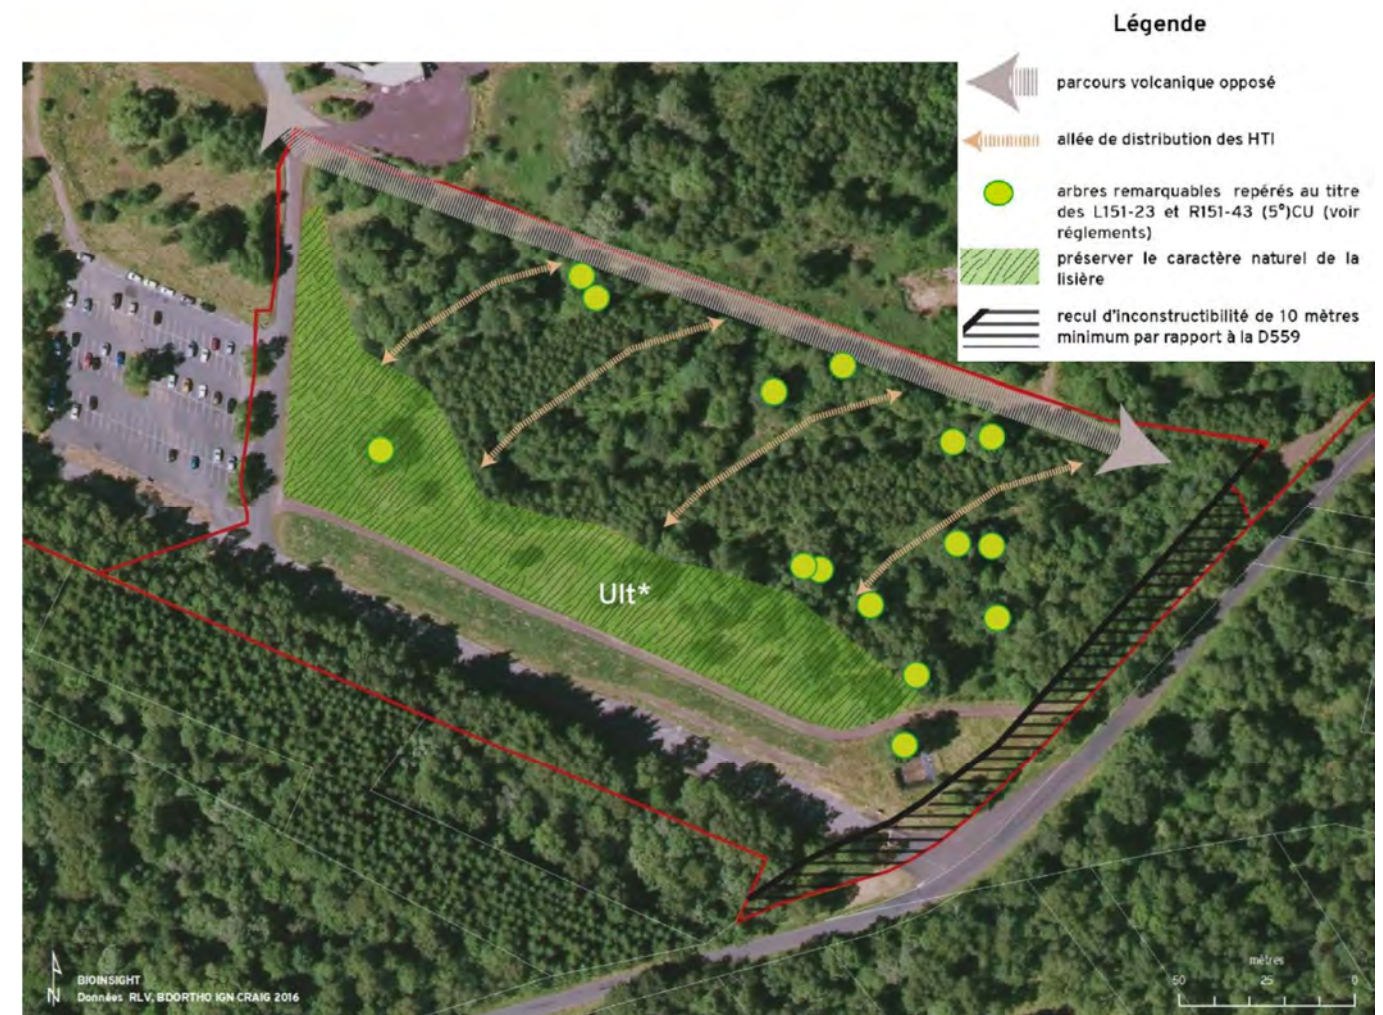 Légende
parcours volcanique opposé
allée de distribution des HTI
arbres remarquables repérés au titre
des L151-23 et R151-43 (5°)CU (voir
réglements)
préserver le caractère naturel de la
lisière
recul d'inconstructibilité de 10 mètres
minimum par rapport à la D559
Ult*
mètres
50 25 0
N
BIOINSIGHT
Données RLV, BDORTHO IGN CRAIG 2016